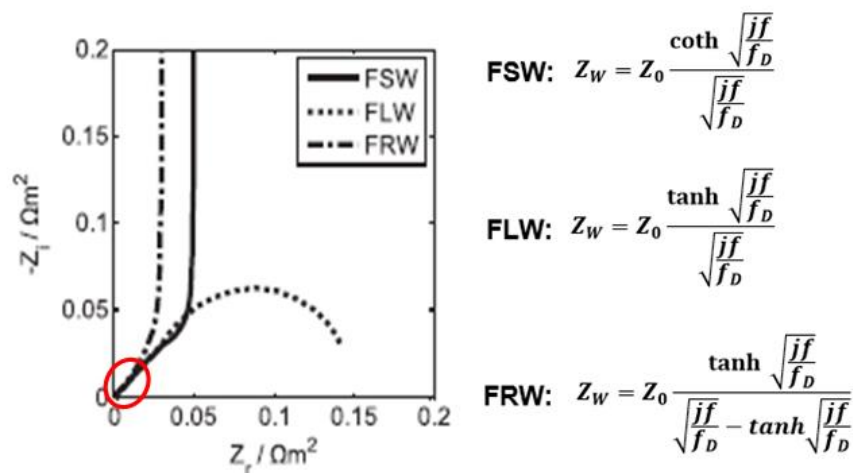 0.2
0.15
0.1
0.05
0
-Z_i / Ωm²
0 0.05 0.1 0.15 0.2
Z_r / Ωm²
FSW
FLW
FRW
FSW: Z_W = Z_0 coth √(jf/f_D) / √(jf/f_D)
FLW: Z_W = Z_0 tanh √(jf/f_D) / √(jf/f_D)
FRW: Z_W = Z_0 tanh √(jf/f_D) / (√(jf/f_D) - tanh√(jf/f_D))